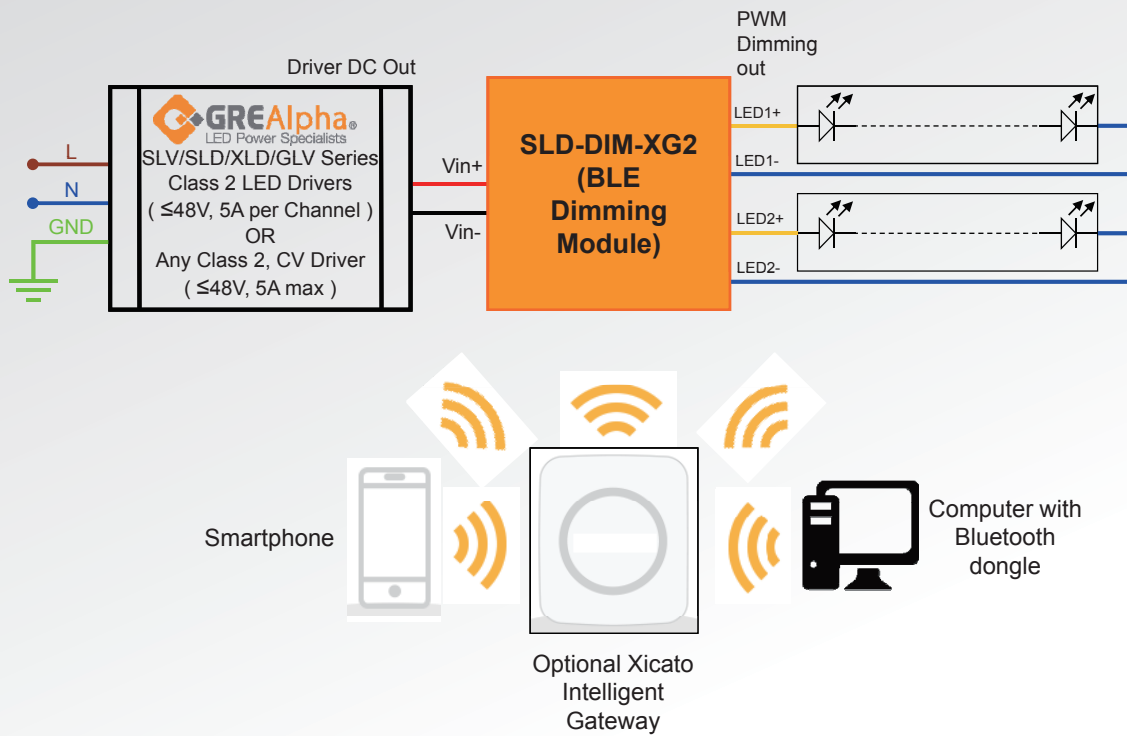 PWM
Dimming
out
Driver DC Out
GREAlpha®
LED Power Specialists
SLV/SLD/XLD/GLV Series
Class 2 LED Drivers
( ≤48V, 5A per Channel )
OR
Any Class 2, CV Driver
( ≤48V, 5A max )
L
N
GND
Vin+
Vin-
SLD-DIM-XG2
(BLE
Dimming
Module)
LED1+
LED1-
LED2+
LED2-
Smartphone
Computer with
Bluetooth
dongle
Optional Xicato
Intelligent
Gateway